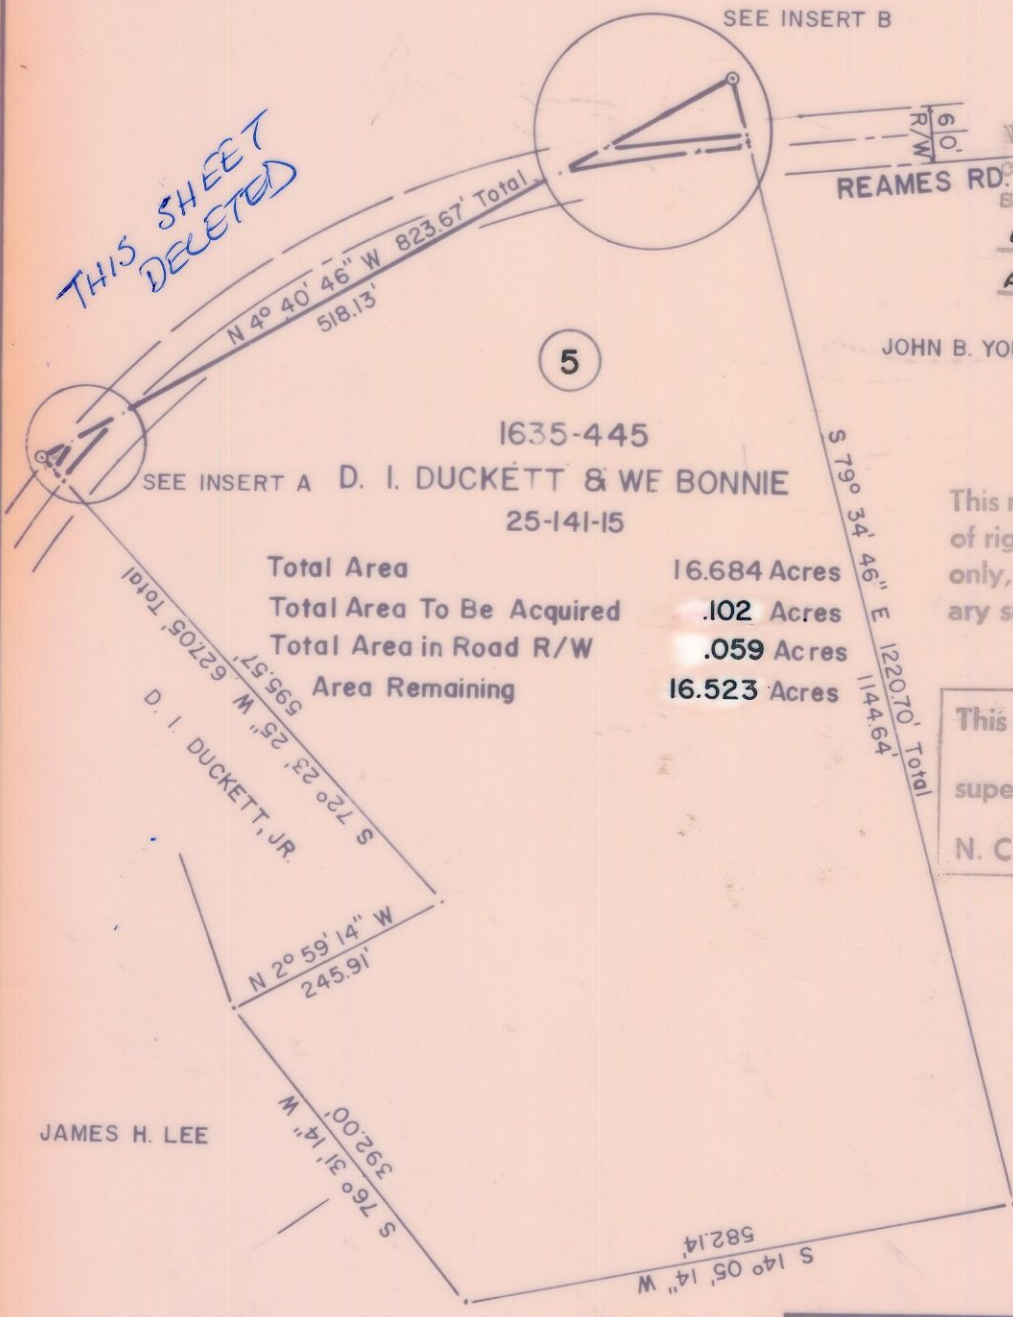 SEE INSERT B
THIS SHEET
DELETED
60'
R/W
REAMES RD.
N 4° 40' 46" W 823.67' Total
518.13'
JOHN B. YOU
5
1635-445
SEE INSERT A
D. I. DUCKETT & WF BONNIE
25-141-15
Total Area 16.684 Acres
Total Area To Be Acquired .102 Acres
Total Area in Road R/W .059 Acres
Area Remaining 16.523 Acres
S 79° 34' 46" E 1220.70' Total
1144.64'
S 72° 23' 25" W 627.05' Total
595.57'
D. I. DUCKETT, JR.
This
of rig
only,
ary s
This
supe
N. C
N 2° 59' 14" W
245.91'
JAMES H. LEE
S 76° 31' 14" W
392.00'
582.14'
S 14° 05' 14" W